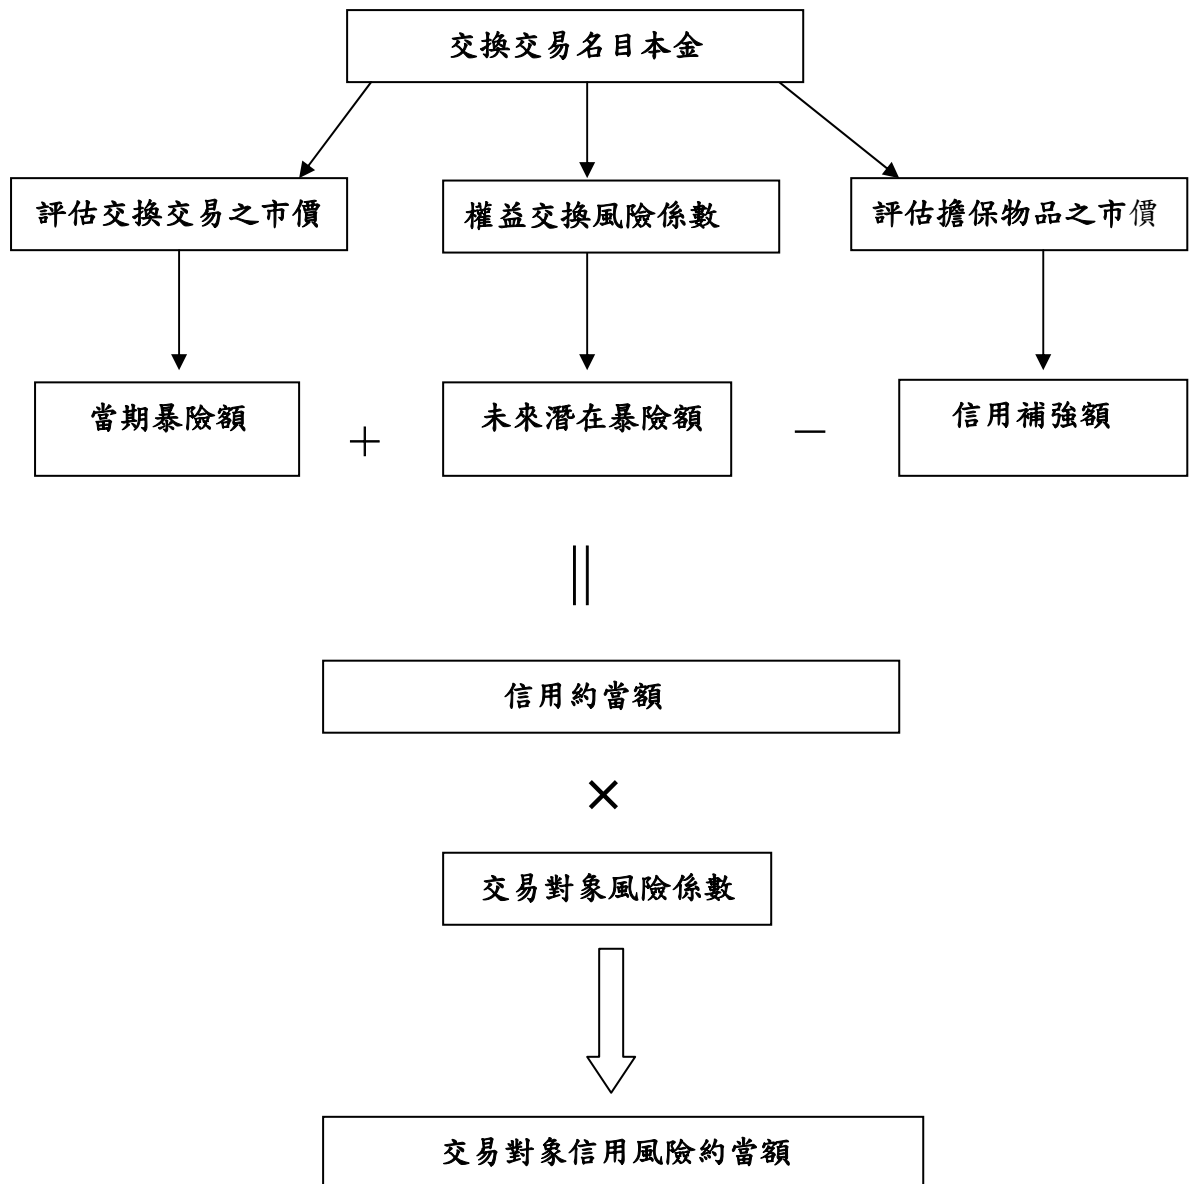 交換交易名目本金
評估交換交易之市價
權益交換風險係數
評估擔保物品之市價
當期暴險額
+
未來潛在暴險額
－
信用補強額
||
信用約當額
×
交易對象風險係數
交易對象信用風險約當額